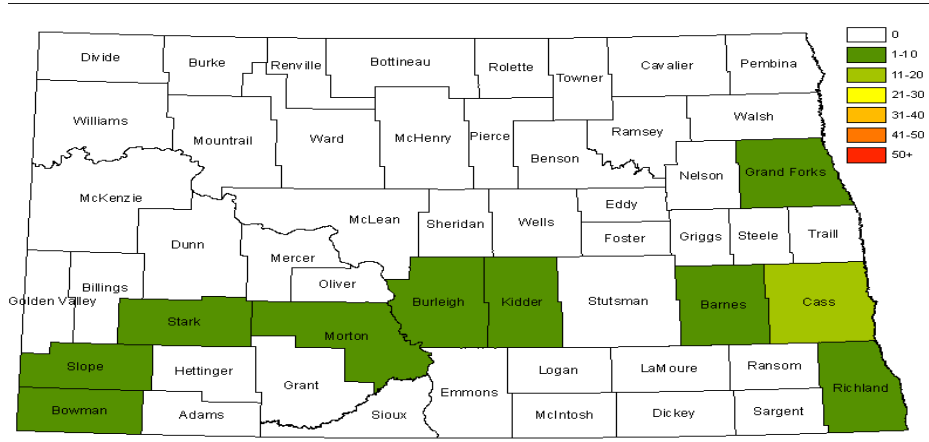 Divide
Burke
Renville
Bottineau
Rolette
Towner
Cavalier
Pembina
Williams
Mountrail
Ward
McHenry
Pierce
Benson
Ramsey
Walsh
Nelson
Grand Forks
McKenzie
Dunn
McLean
Mercer
Oliver
Sheridan
Wells
Eddy
Foster
Griggs
Steele
Traill
Golden Valley
Billings
Stark
Morton
Burleigh
Kidder
Stutsman
Barnes
Cass
Slope
Hettinger
Grant
Emmons
Logan
LaMoure
Ransom
Richland
Bowman
Adams
Sioux
McIntosh
Dickey
Sargent
0
1-10
11-20
21-30
31-40
41-50
50+